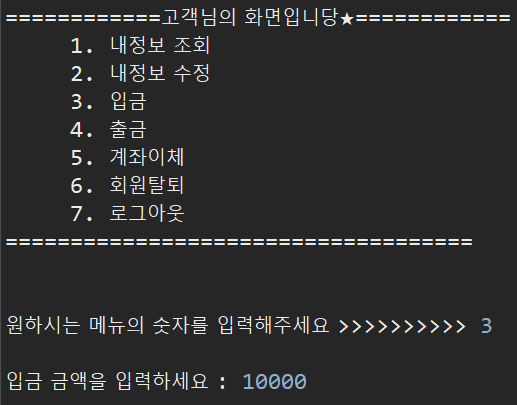 ============고객님의 화면입니당★============
1. 내정보 조회
2. 내정보 수정
3. 입금
4. 출금
5. 계좌이체
6. 회원탈퇴
7. 로그아웃
====================================
원하시는 메뉴의 숫자를 입력해주세요 >>>>>>>>>> 3
입금 금액을 입력하세요 : 10000